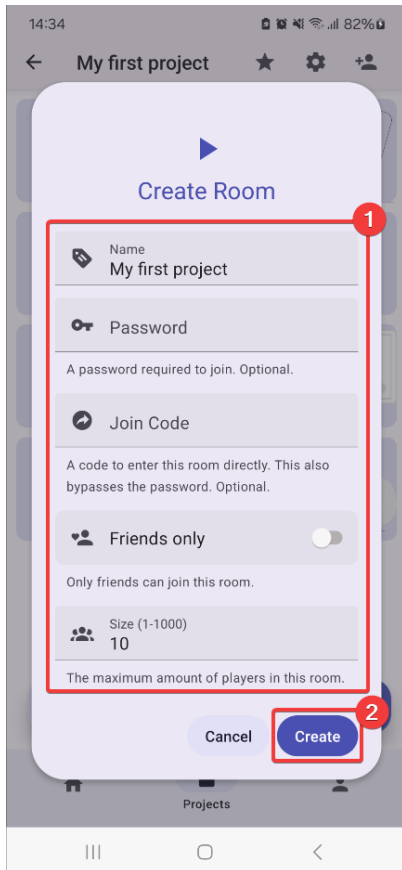 14:34
82%
My first project
Create Room
1
Name
My first project
Password
A password required to join. Optional.
Join Code
A code to enter this room directly. This also
bypasses the password. Optional.
Friends only
Only friends can join this room.
Size (1-1000)
10
The maximum amount of players in this room.
2
Cancel
Create
Projects